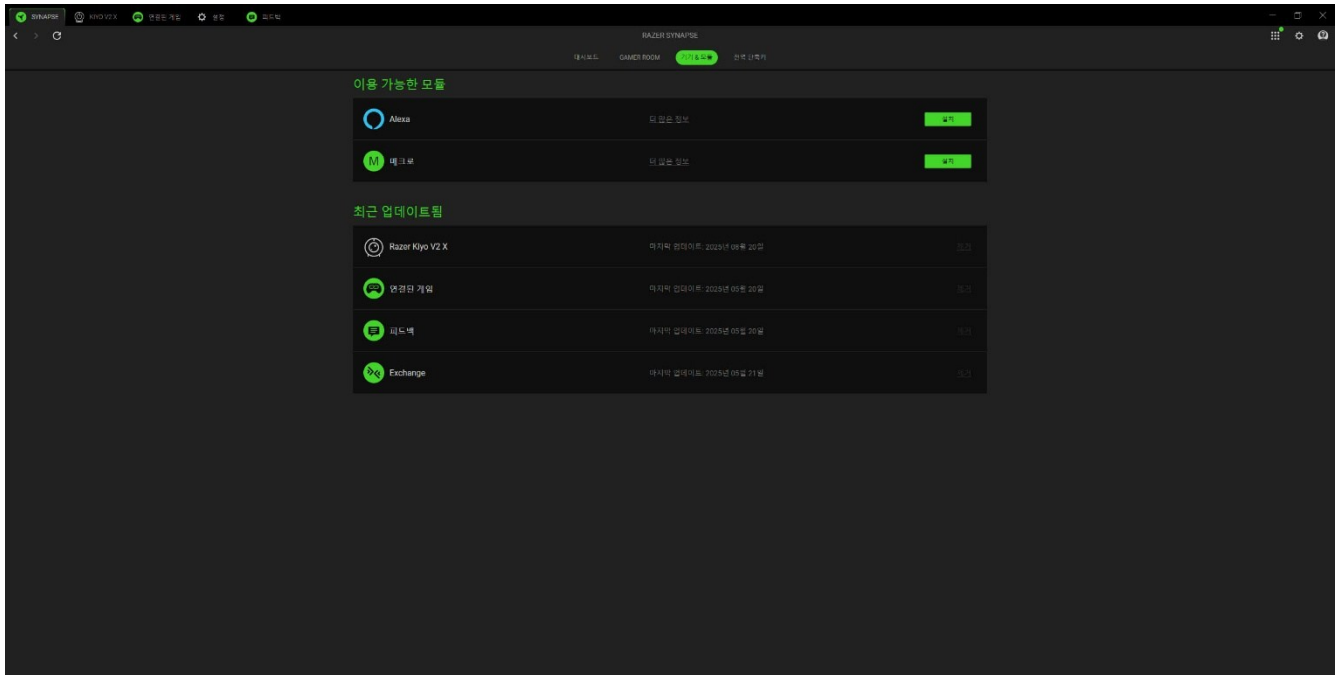 SYNAPSE KIYO V2 X 연결된 게임 설정 피드백
RAZER SYNAPSE
대시보드 GAMER ROOM 기기 & 모듈 전역 단축키
이용 가능한 모듈
Alexa 더 많은 정보 설치
M 매크로 더 많은 정보 설치
최근 업데이트됨
Razer Kiyo V2 X 마지막 업데이트: 2025년 08월 20일
연결된 게임 마지막 업데이트: 2025년 05월 20일
피드백 마지막 업데이트: 2025년 05월 20일
Exchange 마지막 업데이트: 2025년 05월 21일